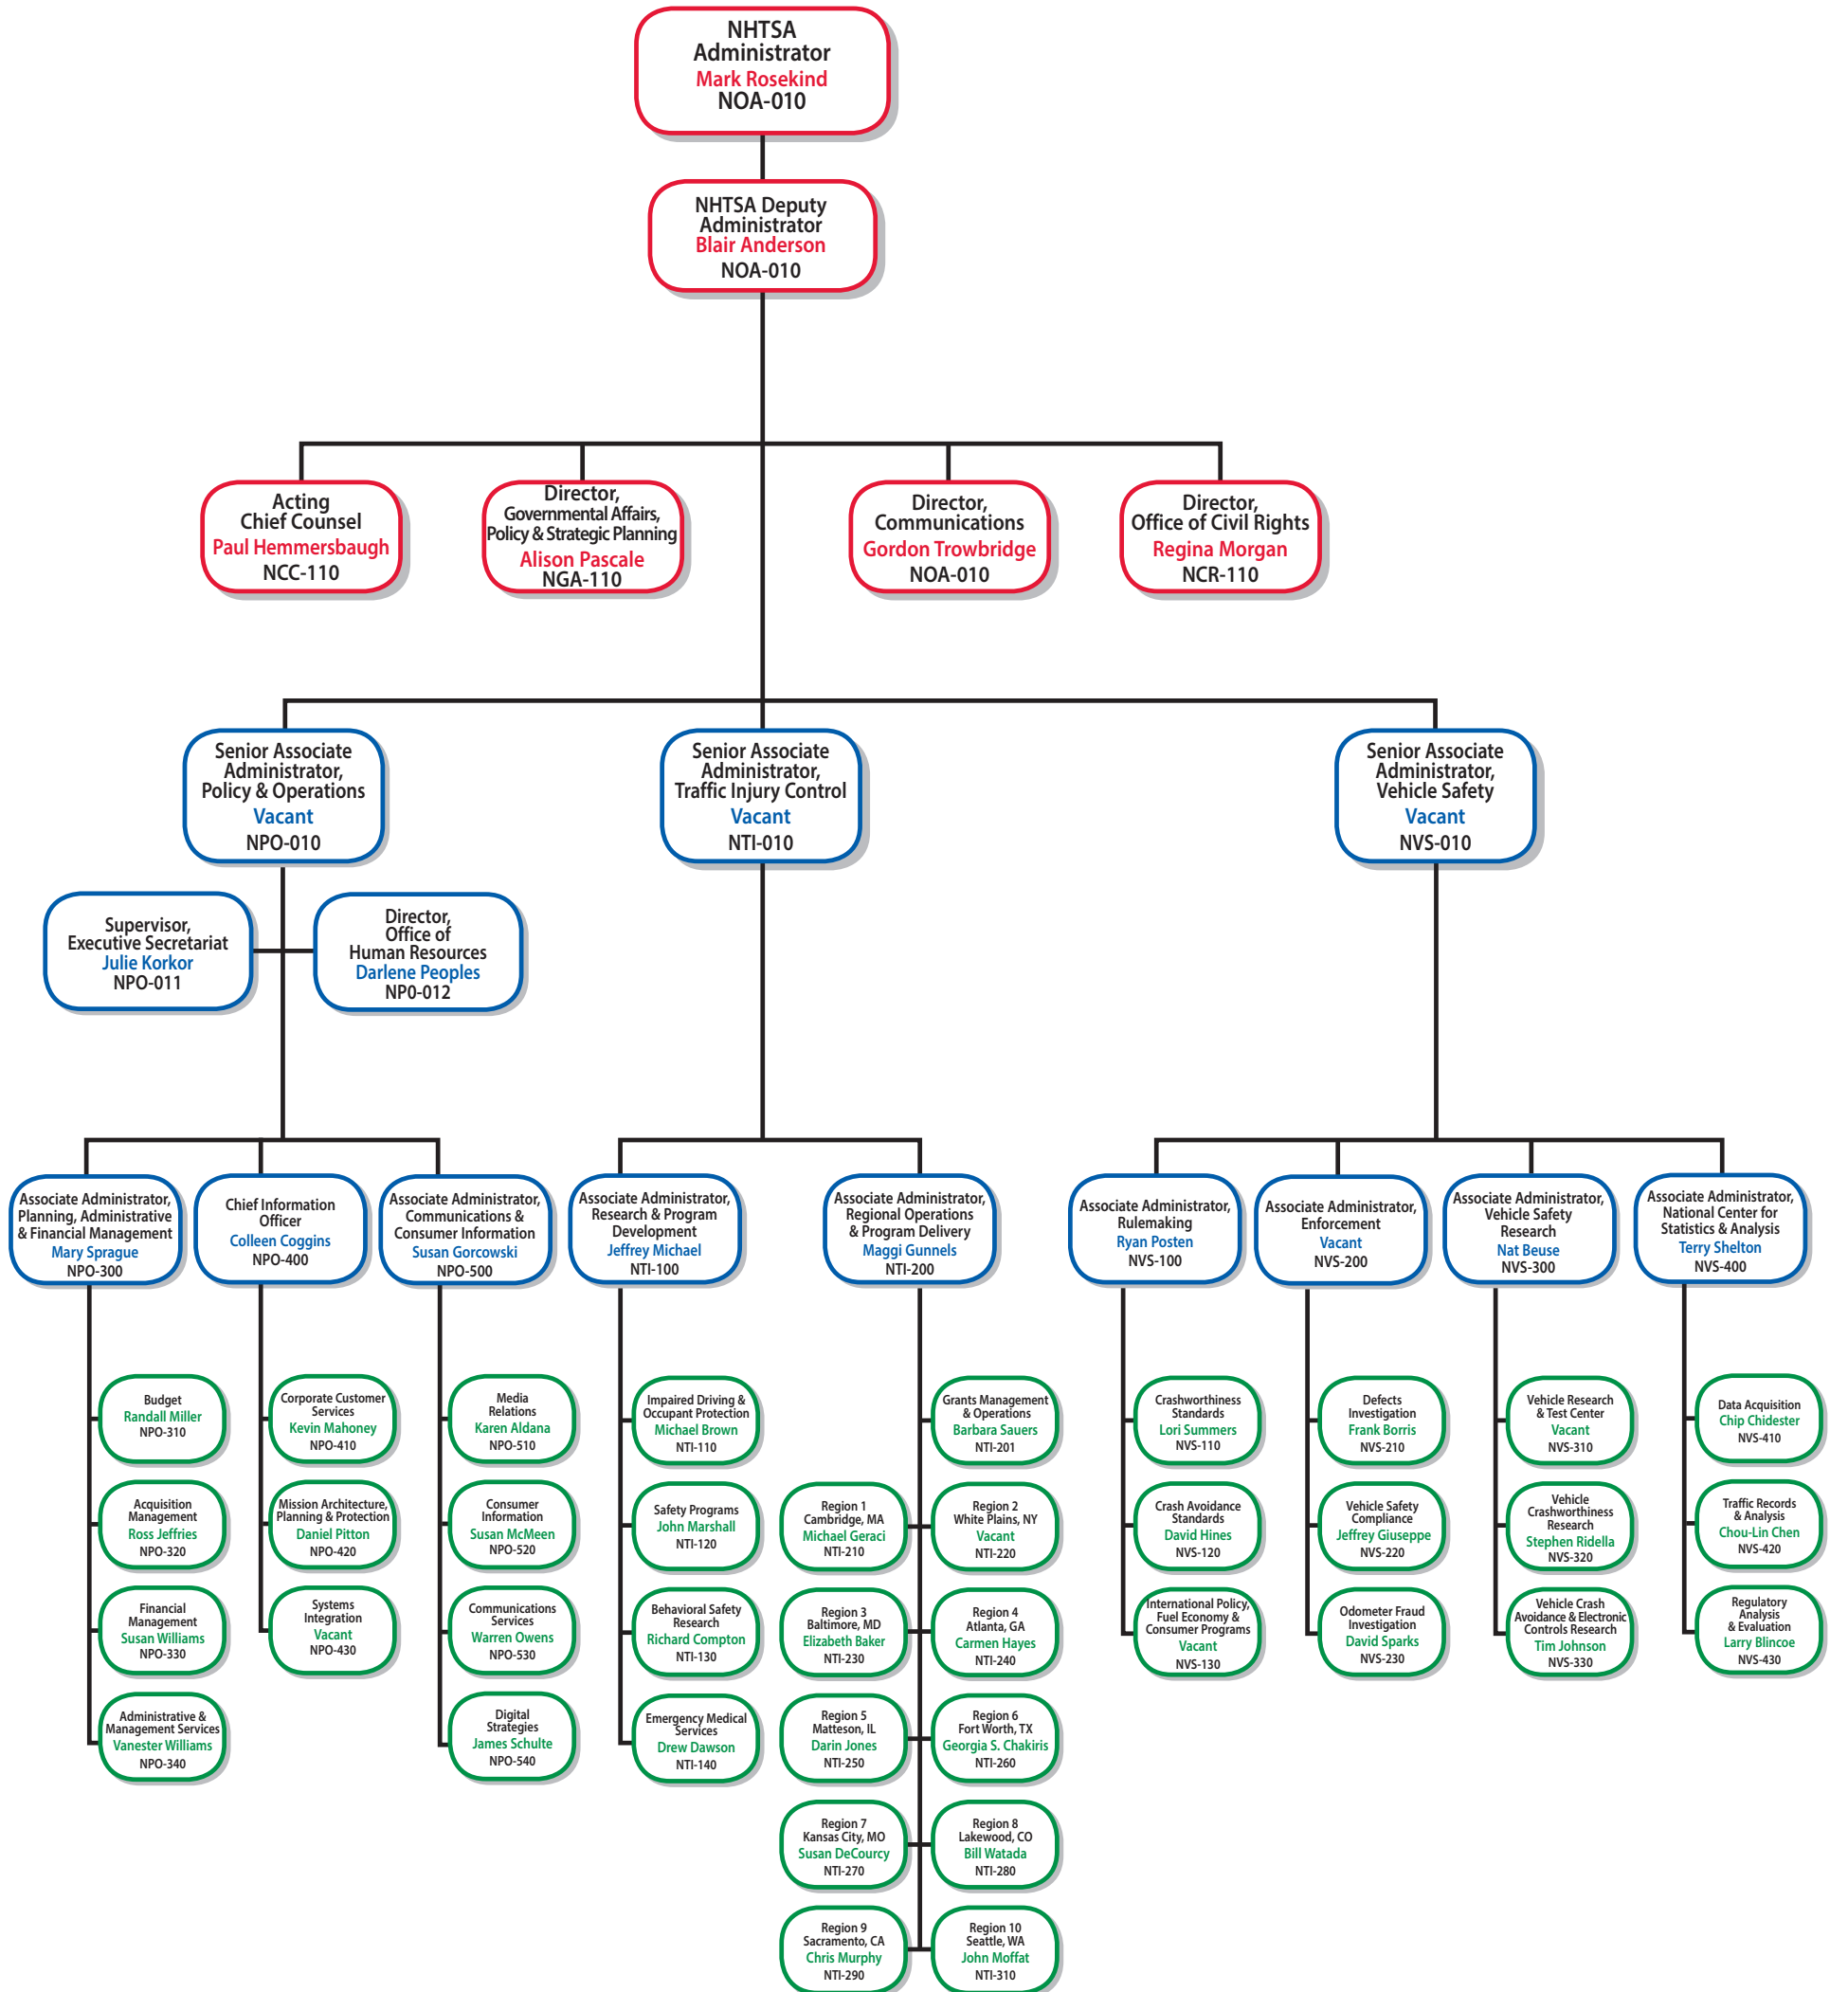 NHTSA
Administrator
Mark Rosekind
NOA-010
NHTSA Deputy
Administrator
Blair Anderson
NOA-010
Acting
Chief Counsel
Paul Hemmersbaugh
NCC-110
Director,
Governmental Affairs,
Policy & Strategic Planning
Alison Pascale
NGA-110
Director,
Communications
Gordon Trowbridge
NOA-010
Director,
Office of Civil Rights
Regina Morgan
NCR-110
Senior Associate
Administrator,
Policy & Operations
Vacant
NPO-010
Senior Associate
Administrator,
Traffic Injury Control
Vacant
NTI-010
Senior Associate
Administrator,
Vehicle Safety
Vacant
NVS-010
Supervisor,
Executive Secretariat
Julie Korkor
NPO-011
Director,
Office of
Human Resources
Darlene Peoples
NP0-012
Associate Administrator,
Planning, Administrative
& Financial Management
Mary Sprague
NPO-300
Chief Information
Officer
Colleen Coggins
NPO-400
Associate Administrator,
Communications &
Consumer Information
Susan Gorcowski
NPO-500
Associate Administrator,
Research & Program
Development
Jeffrey Michael
NTI-100
Associate Administrator,
Regional Operations
& Program Delivery
Maggi Gunnels
NTI-200
Associate Administrator,
Rulemaking
Ryan Posten
NVS-100
Associate Administrator,
Enforcement
Vacant
NVS-200
Associate Administrator,
Vehicle Safety
Research
Nat Beuse
NVS-300
Associate Administrator,
National Center for
Statistics & Analysis
Terry Shelton
NVS-400
Budget
Randall Miller
NPO-310
Acquisition
Management
Ross Jeffries
NPO-320
Financial
Management
Susan Williams
NPO-330
Administrative &
Management Services
Vanester Williams
NPO-340
Corporate Customer
Services
Kevin Mahoney
NPO-410
Mission Architecture,
Planning & Protection
Daniel Pitton
NPO-420
Systems
Integration
Vacant
NPO-430
Media
Relations
Karen Aldana
NPO-510
Consumer
Information
Susan McMeen
NPO-520
Communications
Services
Warren Owens
NPO-530
Digital
Strategies
James Schulte
NPO-540
Impaired Driving &
Occupant Protection
Michael Brown
NTI-110
Safety Programs
John Marshall
NTI-120
Behavioral Safety
Research
Richard Compton
NTI-130
Emergency Medical
Services
Drew Dawson
NTI-140
Grants Management
& Operations
Barbara Sauers
NTI-201
Region 1
Cambridge, MA
Michael Geraci
NTI-210
Region 2
White Plains, NY
Vacant
NTI-220
Region 3
Baltimore, MD
Elizabeth Baker
NTI-230
Region 4
Atlanta, GA
Carmen Hayes
NTI-240
Region 5
Matteson, IL
Darin Jones
NTI-250
Region 6
Fort Worth, TX
Georgia S. Chakiris
NTI-260
Region 7
Kansas City, MO
Susan DeCourcy
NTI-270
Region 8
Lakewood, CO
Bill Watada
NTI-280
Region 9
Sacramento, CA
Chris Murphy
NTI-290
Region 10
Seattle, WA
John Moffat
NTI-310
Crashworthiness
Standards
Lori Summers
NVS-110
Crash Avoidance
Standards
David Hines
NVS-120
International Policy,
Fuel Economy &
Consumer Programs
Vacant
NVS-130
Defects
Investigation
Frank Borris
NVS-210
Vehicle Safety
Compliance
Jeffrey Giuseppe
NVS-220
Odometer Fraud
Investigation
David Sparks
NVS-230
Vehicle Research
& Test Center
Vacant
NVS-310
Vehicle
Crashworthiness
Research
Stephen Ridella
NVS-320
Vehicle Crash
Avoidance & Electronic
Controls Research
Tim Johnson
NVS-330
Data Acquisition
Chip Chidester
NVS-410
Traffic Records
& Analysis
Chou-Lin Chen
NVS-420
Regulatory
Analysis
& Evaluation
Larry Blincoe
NVS-430